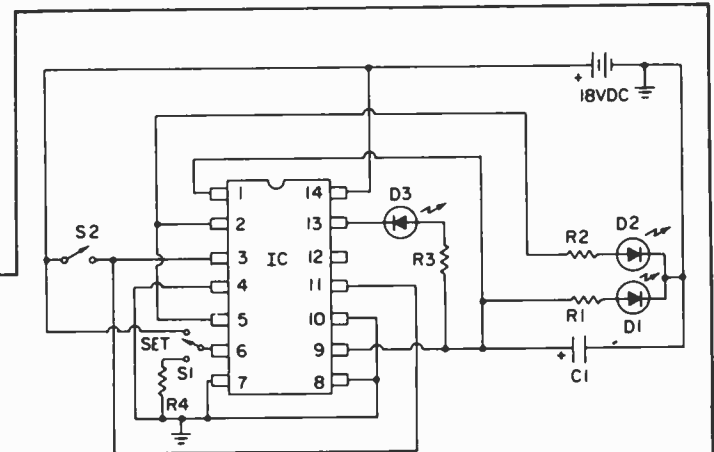 + 18VDC
1 14 D3
2 13
S2
3 IC 12
R3
R2 D2
4 11
5 10
R1 D1
SET 6 9
+ C1
S1
7 8
R4